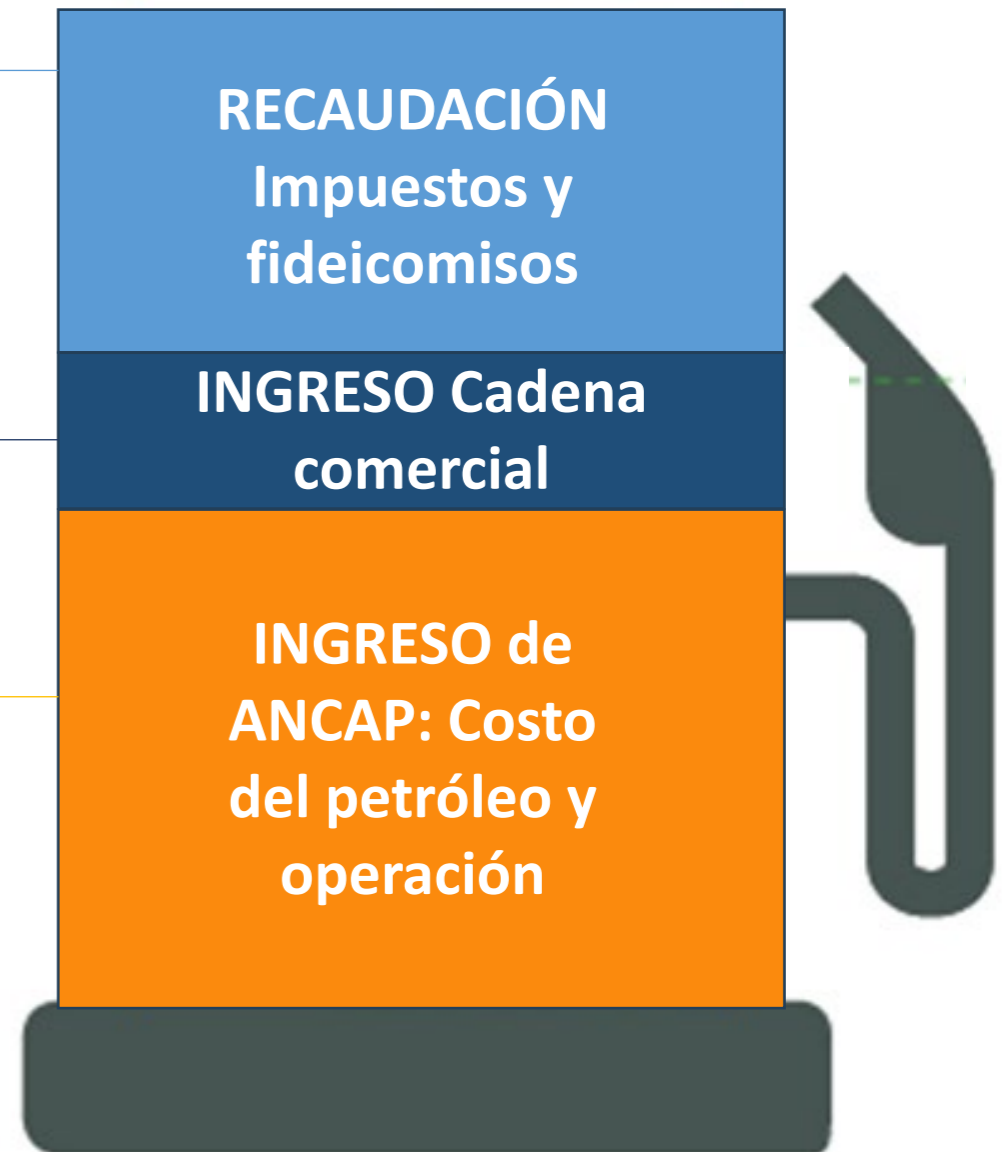 RECAUDACIÓN
Impuestos y
fideicomisos
INGRESO Cadena
comercial
INGRESO de
ANCAP: Costo
del petróleo y
operación